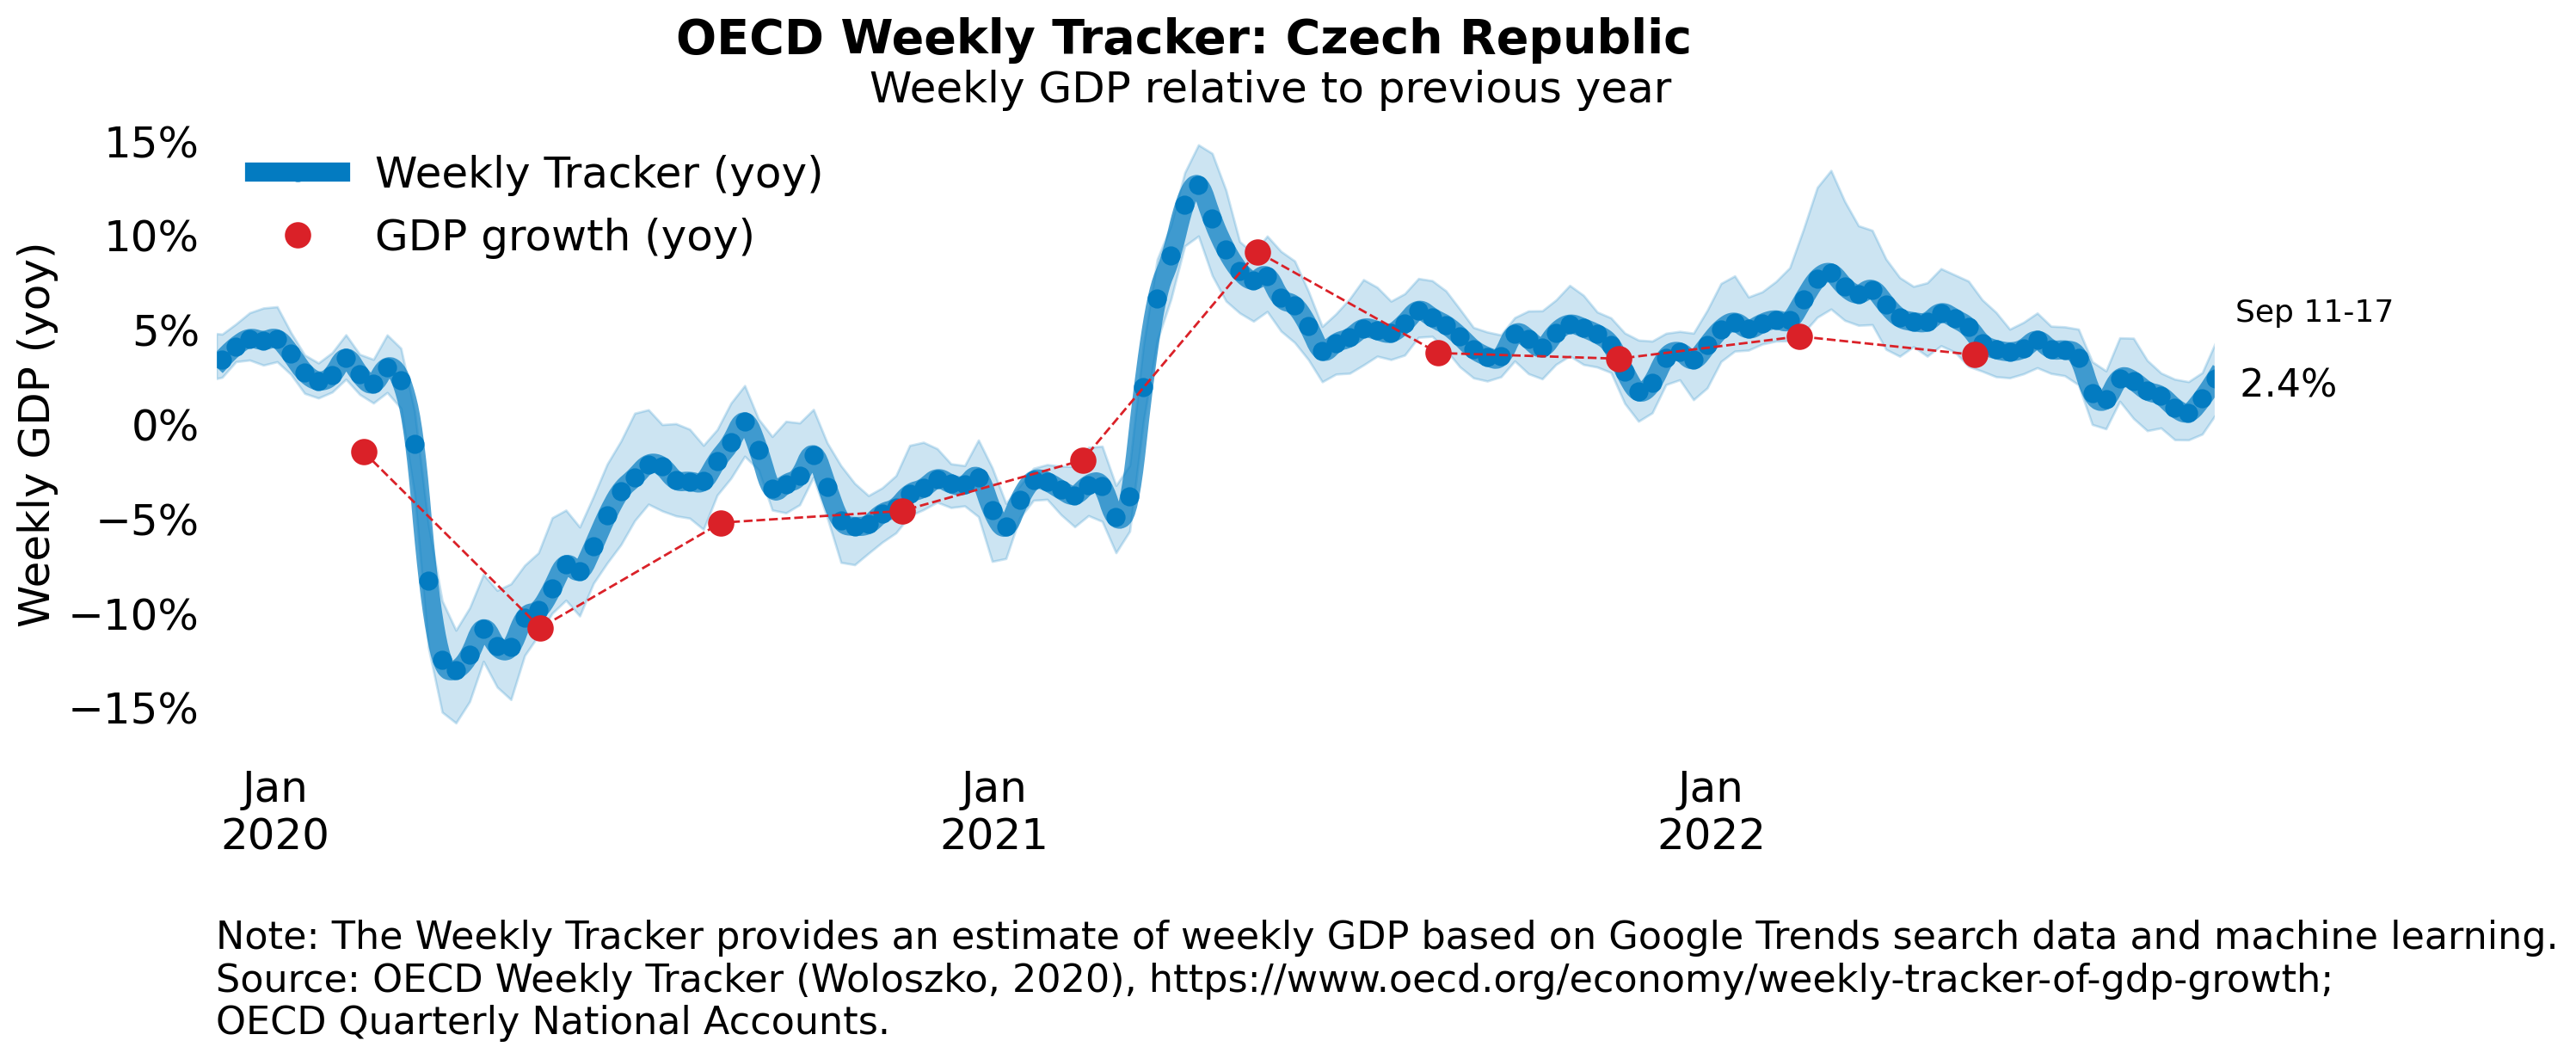 OECD Weekly Tracker: Czech Republic
Weekly GDP relative to previous year
Weekly GDP (yoy)
15%
10%
5%
0%
−5%
−10%
−15%
Weekly Tracker (yoy)
GDP growth (yoy)
Sep 11-17
2.4%
Jan
2020
Jan
2021
Jan
2022
Note: The Weekly Tracker provides an estimate of weekly GDP based on Google Trends search data and machine learning.
Source: OECD Weekly Tracker (Woloszko, 2020), https://www.oecd.org/economy/weekly-tracker-of-gdp-growth;
OECD Quarterly National Accounts.